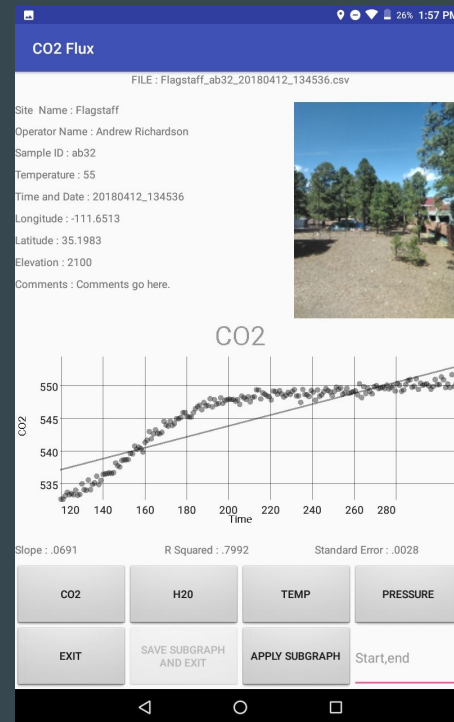 26% 1:57 PM
CO2 Flux
FILE : Flagstaff_ab32_20180412_134536.csv
Site Name : Flagstaff
Operator Name : Andrew Richardson
Sample ID : ab32
Temperature : 55
Time and Date : 20180412_134536
Longitude : -111.6513
Latitude : 35.1983
Elevation : 2100
Comments : Comments go here.
CO2
550
545
540
535
CO2
120 140 160 180 200 220 240 260 280
Time
Slope : .0691 R Squared : .7992 Standard Error : .0028
CO2 H20 TEMP PRESSURE
EXIT SAVE SUBGRAPH AND EXIT APPLY SUBGRAPH Start,end